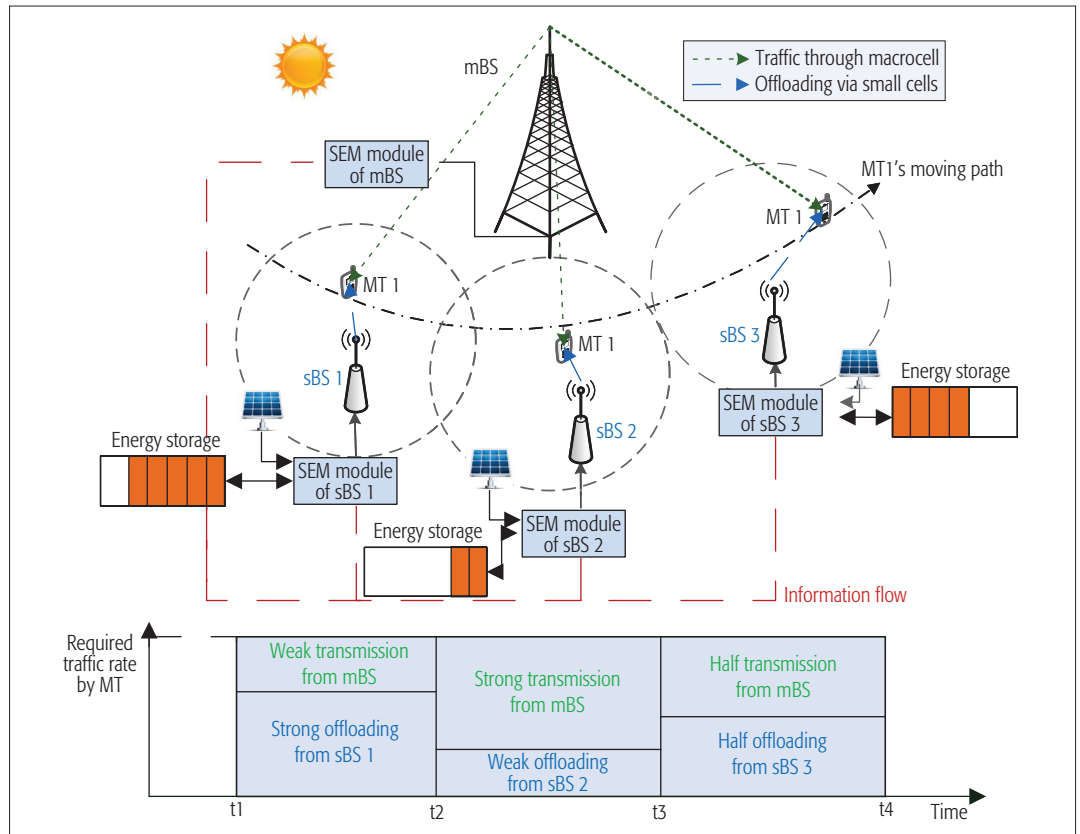 mBS
Traffic through macrocell
Offloading via small cells
SEM module
of mBS
MT1's moving path
MT 1
MT 1
MT 1
sBS 3
sBS 1
sBS 2
Energy storage
SEM module
of sBS 3
Energy storage
SEM module
of sBS 1
SEM module
of sBS 2
Energy storage
Information flow
Required
traffic rate
by MT
Weak transmission
from mBS
Strong transmission
from mBS
Half transmission
from mBS
Strong offloading
from sBS 1
Weak offloading
from sBS 2
Half offloading
from sBS 3
t1
t2
t3
t4
Time